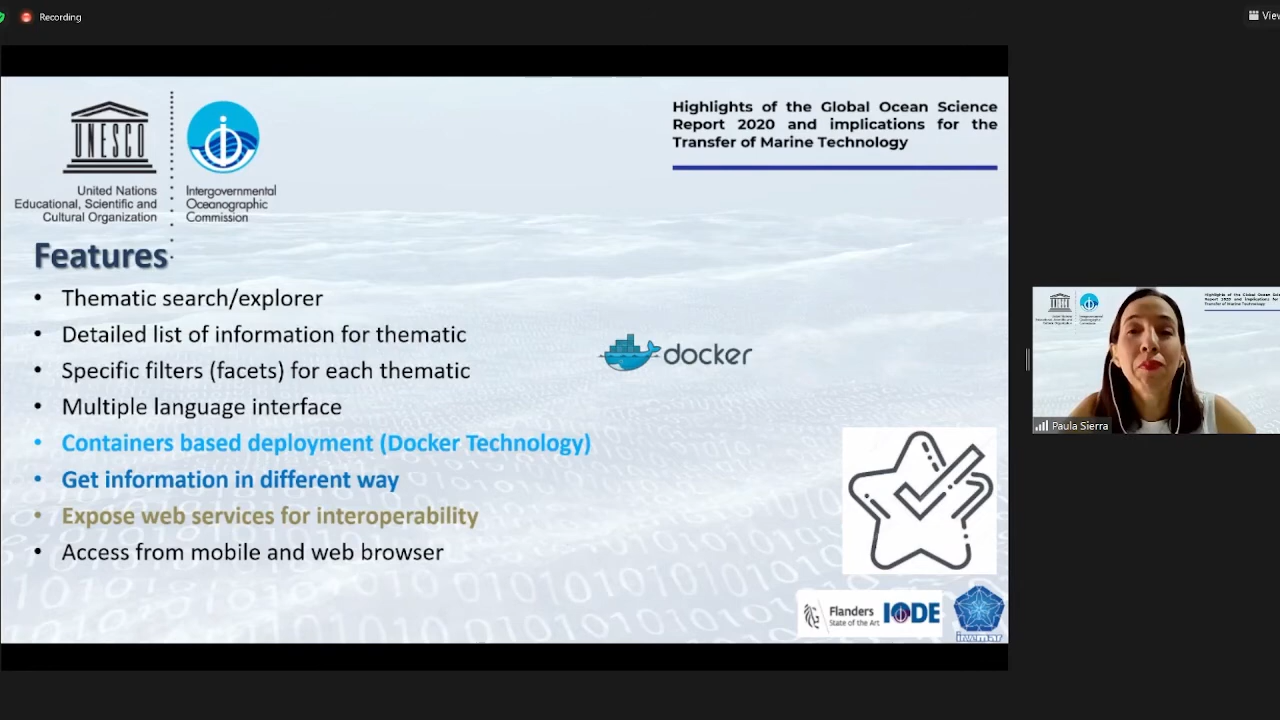 Recording
View
UNESCO
United Nations
Educational, Scientific and
Cultural Organization
Intergovernmental
Oceanographic
Commission
Highlights of the Global Ocean Science
Report 2020 and implications for the
Transfer of Marine Technology
Features
• Thematic search/explorer
• Detailed list of information for thematic
• Specific filters (facets) for each thematic
• Multiple language interface
• Containers based deployment (Docker Technology)
• Get information in different way
• Expose web services for interoperability
• Access from mobile and web browser
docker
Flanders
State of the Art
IODE
invemar
Paula Sierra